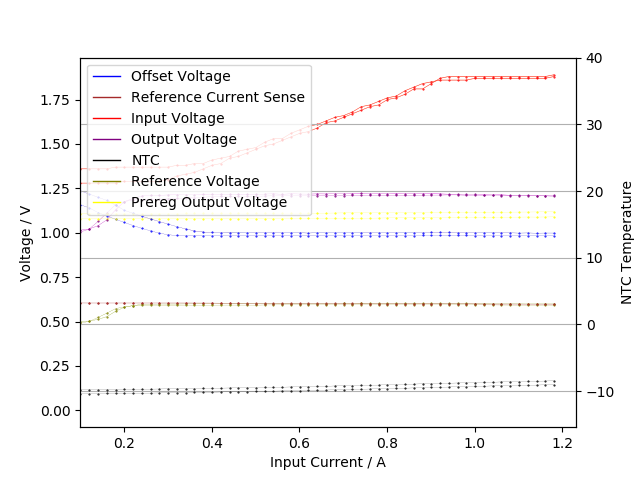 Offset Voltage
Reference Current Sense
Input Voltage
Output Voltage
NTC
Reference Voltage
Prereg Output Voltage
Voltage / V
1.75
1.50
1.25
1.00
0.75
0.50
0.25
0.00
40
30
20
10
0
−10
NTC Temperature
0.2
0.4
0.6
0.8
1.0
1.2
Input Current / A